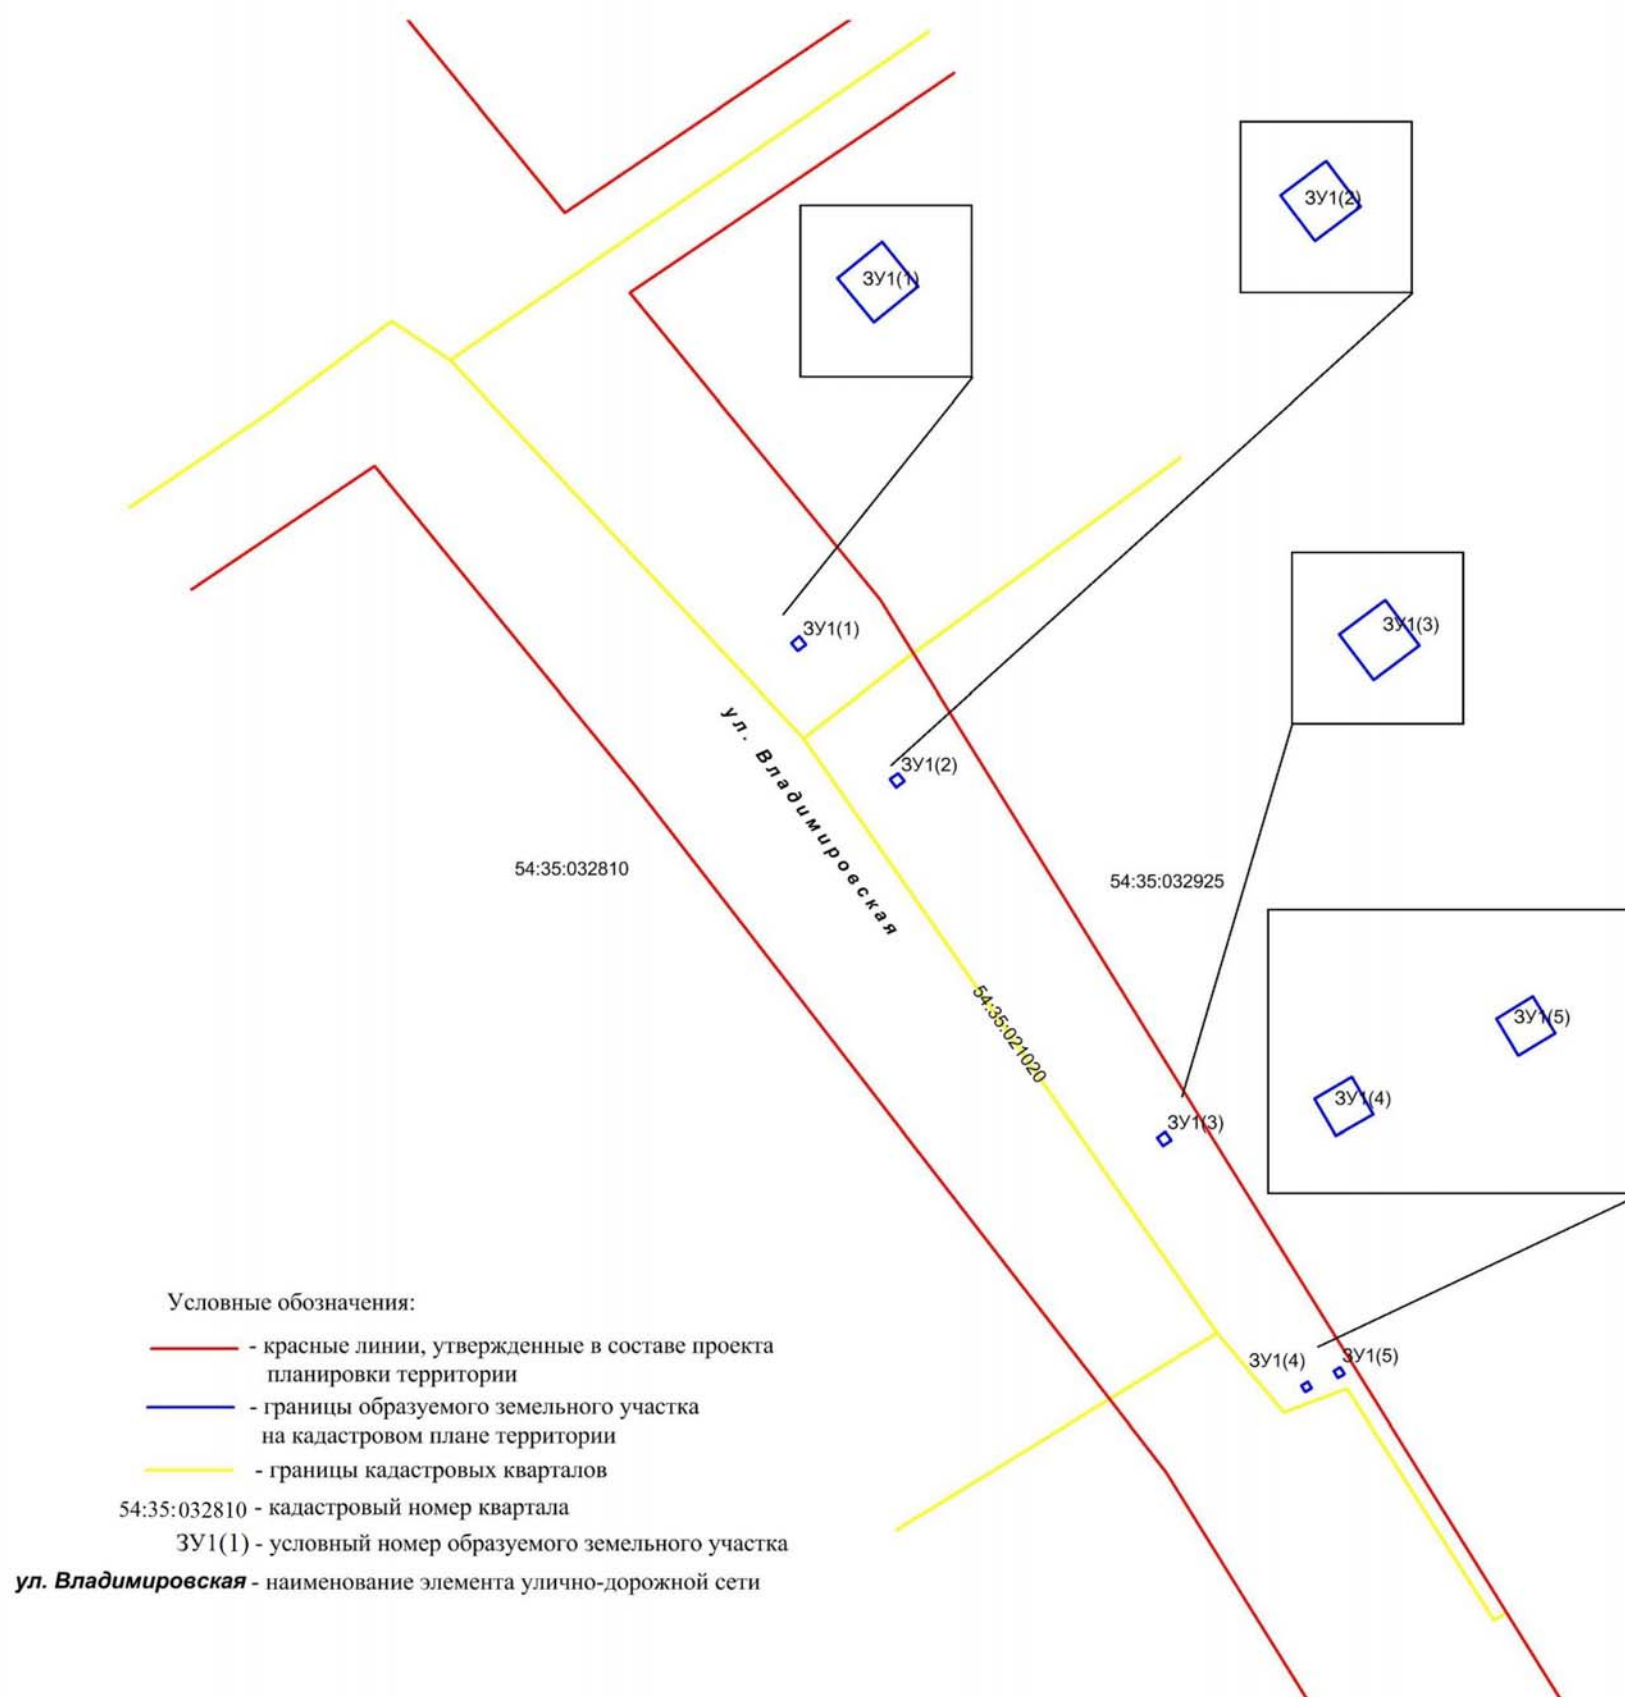 ЗУ1(2)
ЗУ1(1)
ЗУ1(3)
ЗУ1(1)
ул. Владимировская
ЗУ1(2)
54:35:032810
54:35:032925
54:35:021020
ЗУ1(5)
ЗУ1(4)
ЗУ1(3)
ЗУ1(4)
ЗУ1(5)
Условные обозначения:
- красные линии, утвержденные в составе проекта
планировки территории
- границы образуемого земельного участка
на кадастровом плане территории
- границы кадастровых кварталов
54:35:032810 - кадастровый номер квартала
ЗУ1(1) - условный номер образуемого земельного участка
ул. Владимировская - наименование элемента улично-дорожной сети